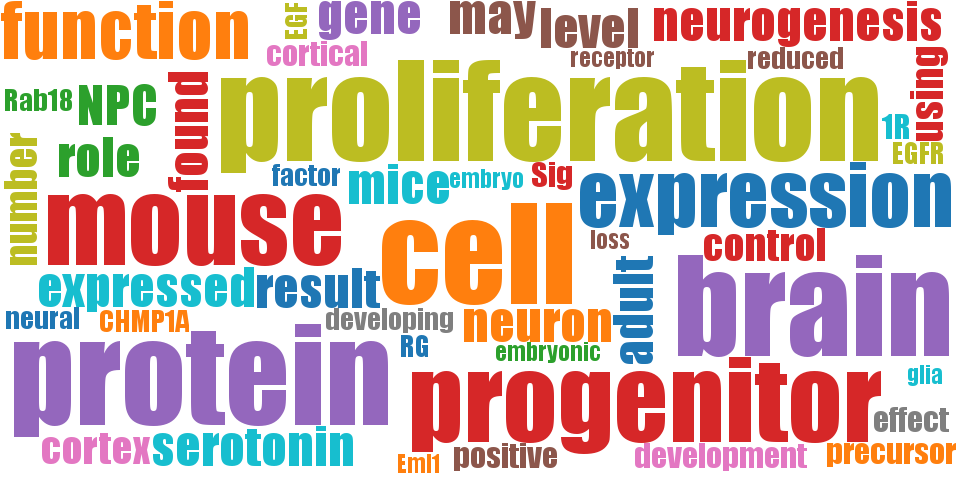 function
EGF
gene
may
level
neurogenesis
cortical
receptor
reduced
using
Rab18
NPC
found
proliferation
1R
EGFR
number
role
factor
mice
embryo
Sig
expression
mouse
cell
loss
control
expressed
result
adult
brain
neural
CHMP1A
developing
neuron
RG
embryonic
protein
progenitor
glia
effect
cortex
serotonin
Eml1
positive
development
precursor